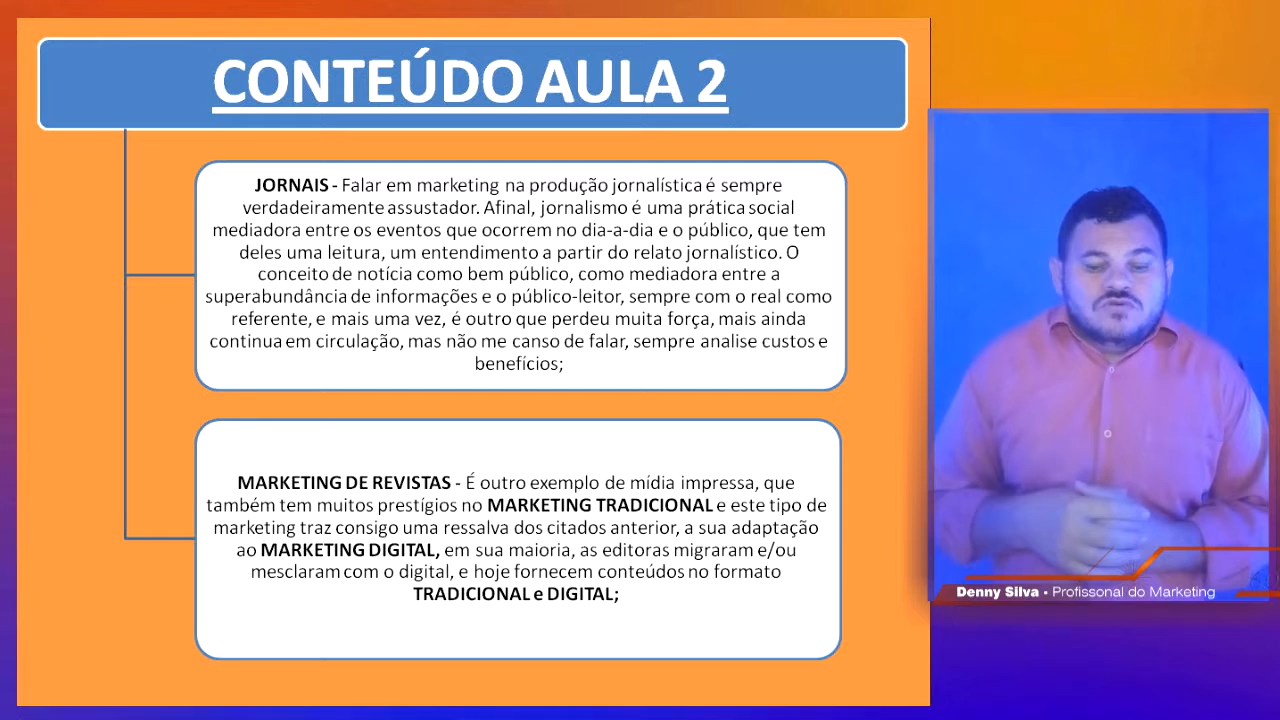 CONTEÚDO AULA 2
JORNAIS - Falar em marketing na produção jornalística é sempre
verdadeiramente assustador. Afinal, jornalismo é uma prática social
mediadora entre os eventos que ocorrem no dia-a-dia e o público, que tem
deles uma leitura, um entendimento a partir do relato jornalístico. O
conceito de notícia como bem público, como mediadora entre a
superabundância de informações e o público-leitor, sempre com o real como
referente, e mais uma vez, é outro que perdeu muita força, mais ainda
continua em circulação, mas não me canso de falar, sempre analise custos e
benefícios;
MARKETING DE REVISTAS - É outro exemplo de mídia impressa, que
também tem muitos prestígios no MARKETING TRADICIONAL e este tipo de
marketing traz consigo uma ressalva dos citados anterior, a sua adaptação
ao MARKETING DIGITAL, em sua maioria, as editoras migraram e/ou
mesclaram com o digital, e hoje fornecem conteúdos no formato
TRADICIONAL e DIGITAL;
Denny Silva • Profissonal do Marketing